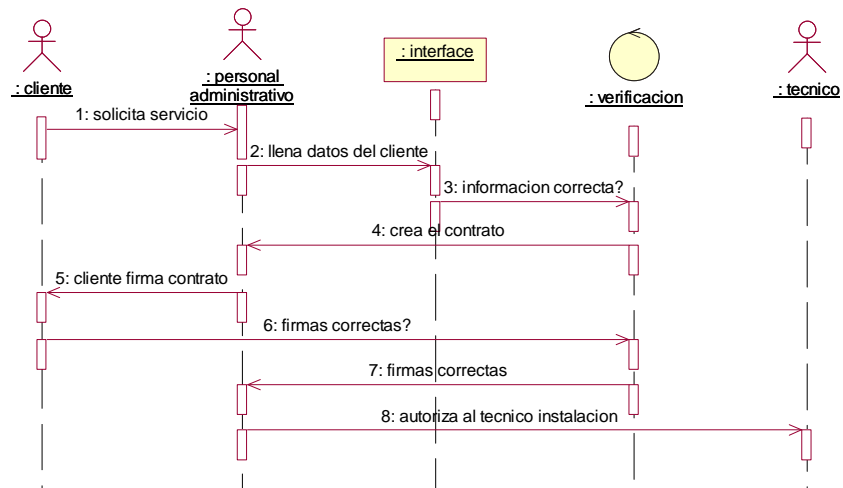 : cliente
: personal
administrativo
: interface
: verificacion
: tecnico
1: solicita servicio
2: llena datos del cliente
3: informacion correcta?
4: crea el contrato
5: cliente firma contrato
6: firmas correctas?
7: firmas correctas
8: autoriza al tecnico instalacion